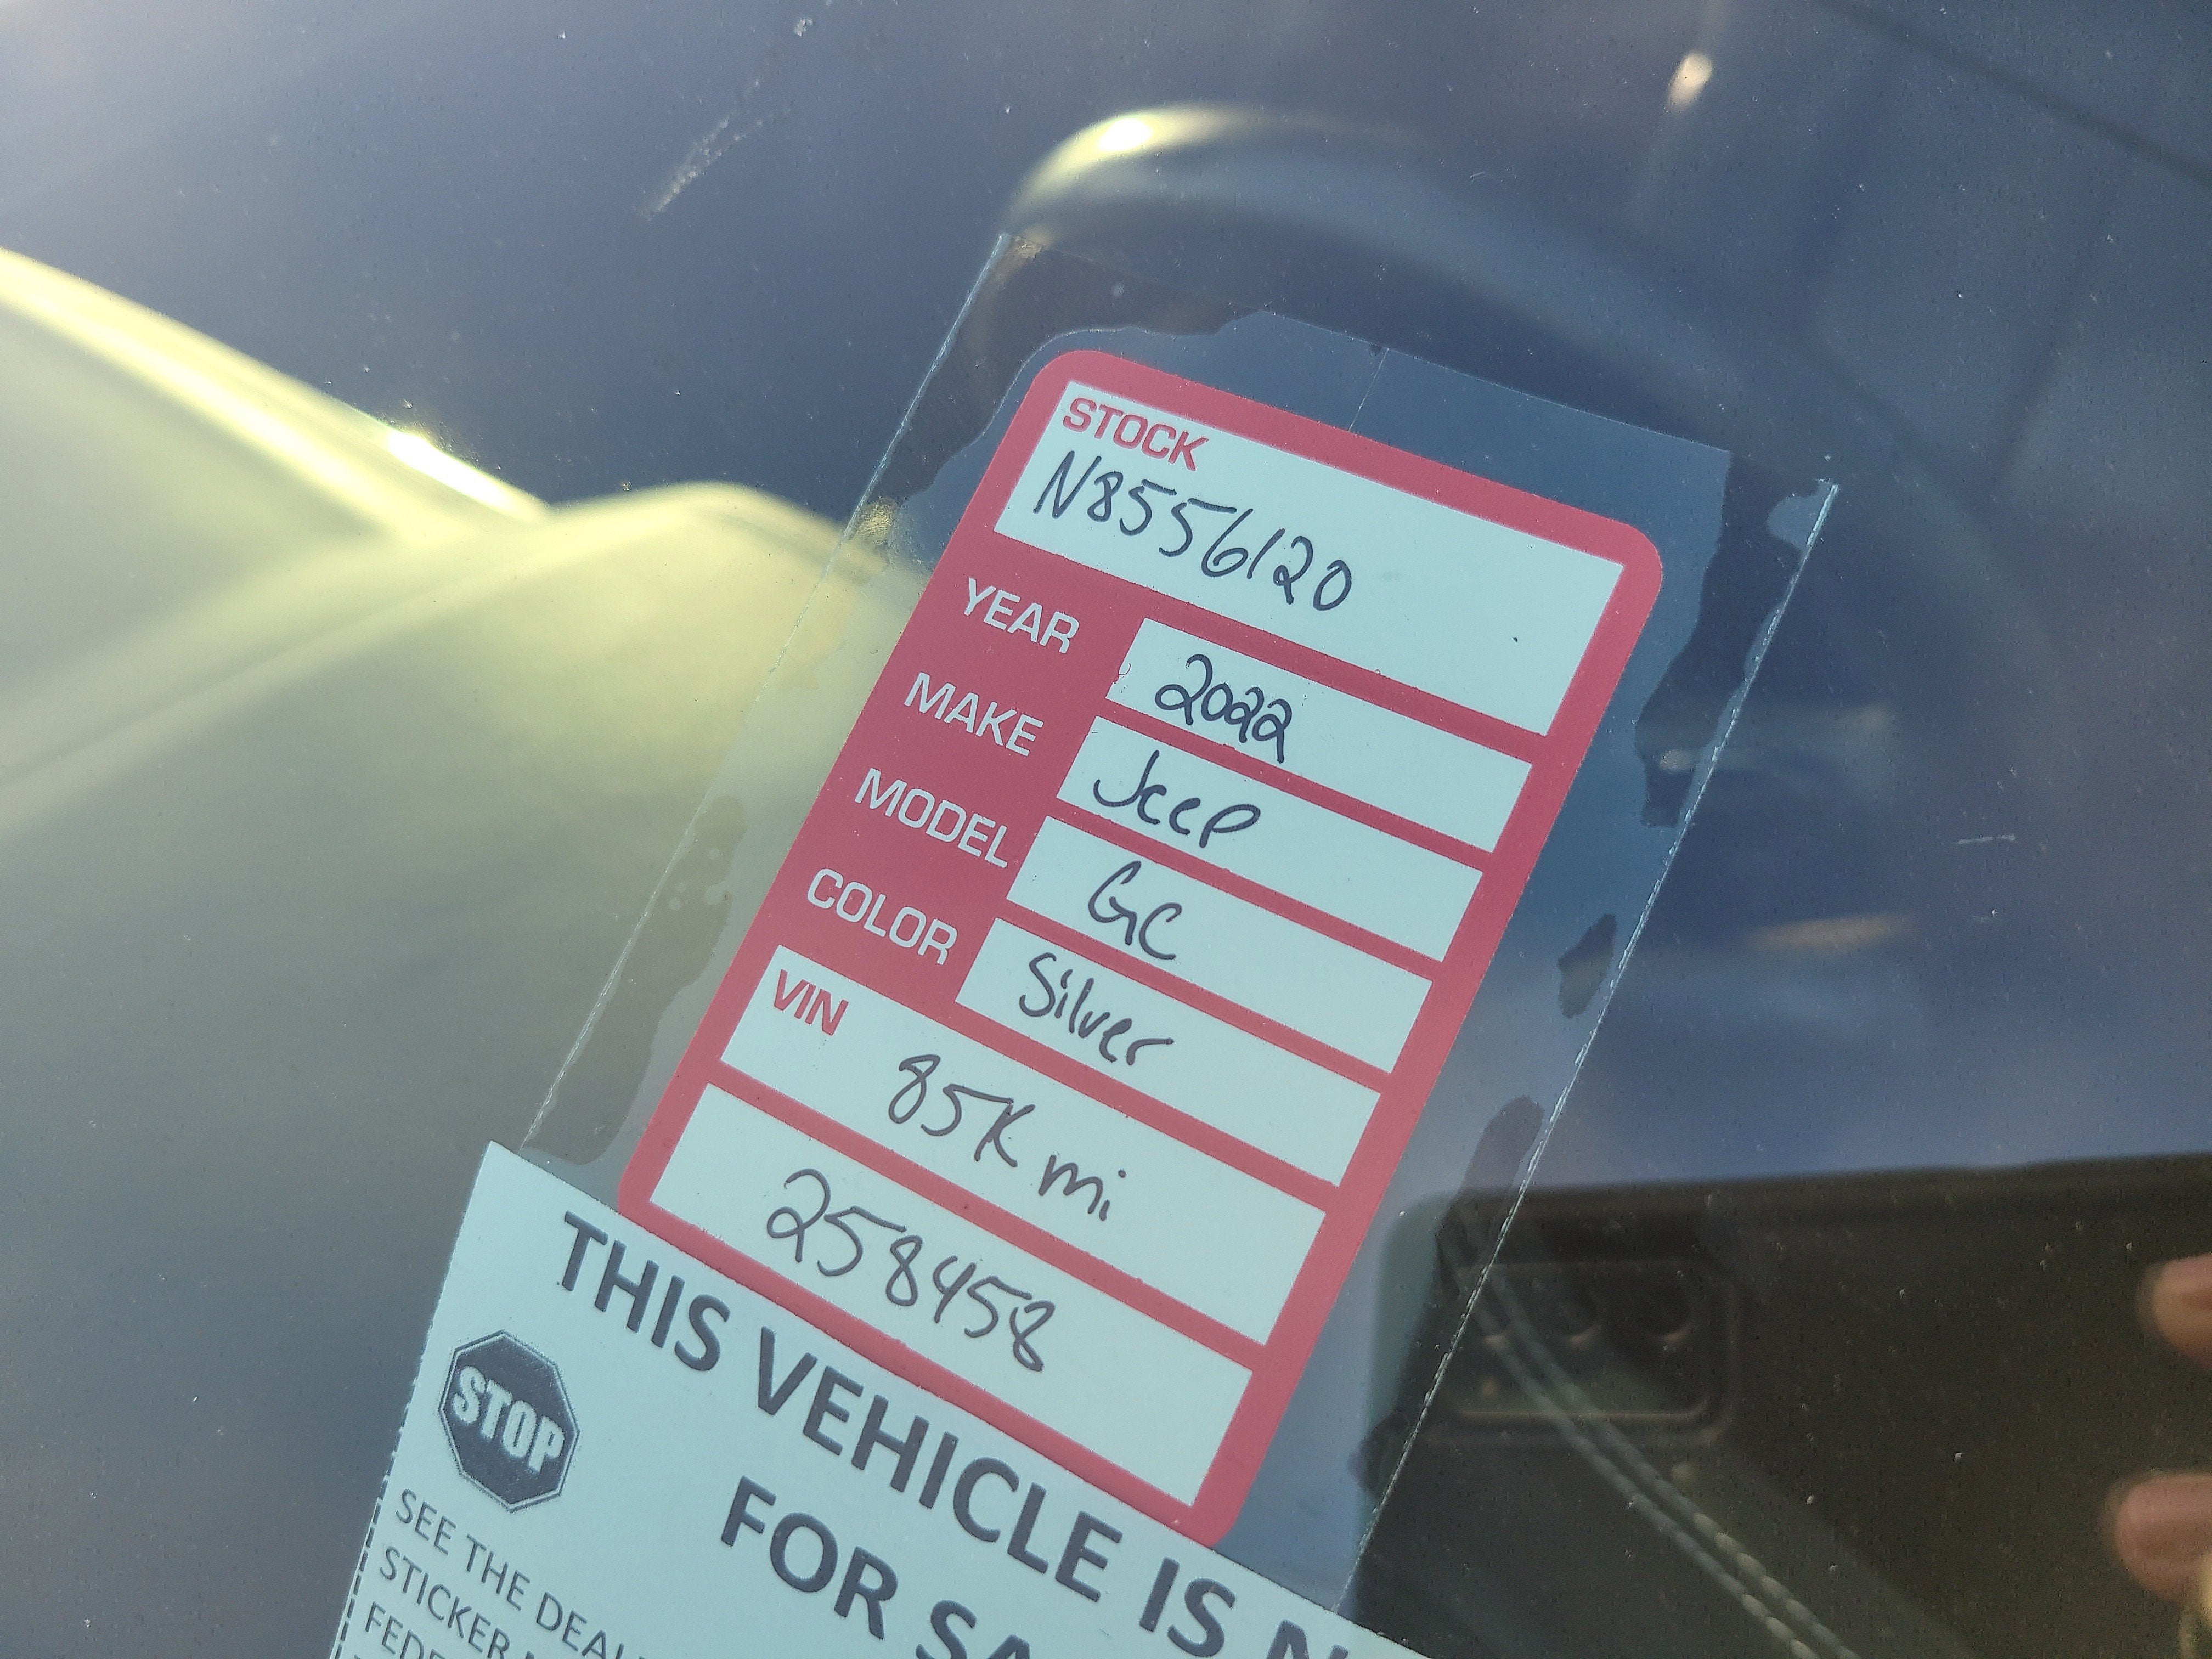 STOCK
N8556120
YEAR 2022
MAKE Jeep
MODEL GC
COLOR Silver
VIN
85K mi
258458
THIS VEHICLE IS
FOR
STOP
SEE THE
STICKER